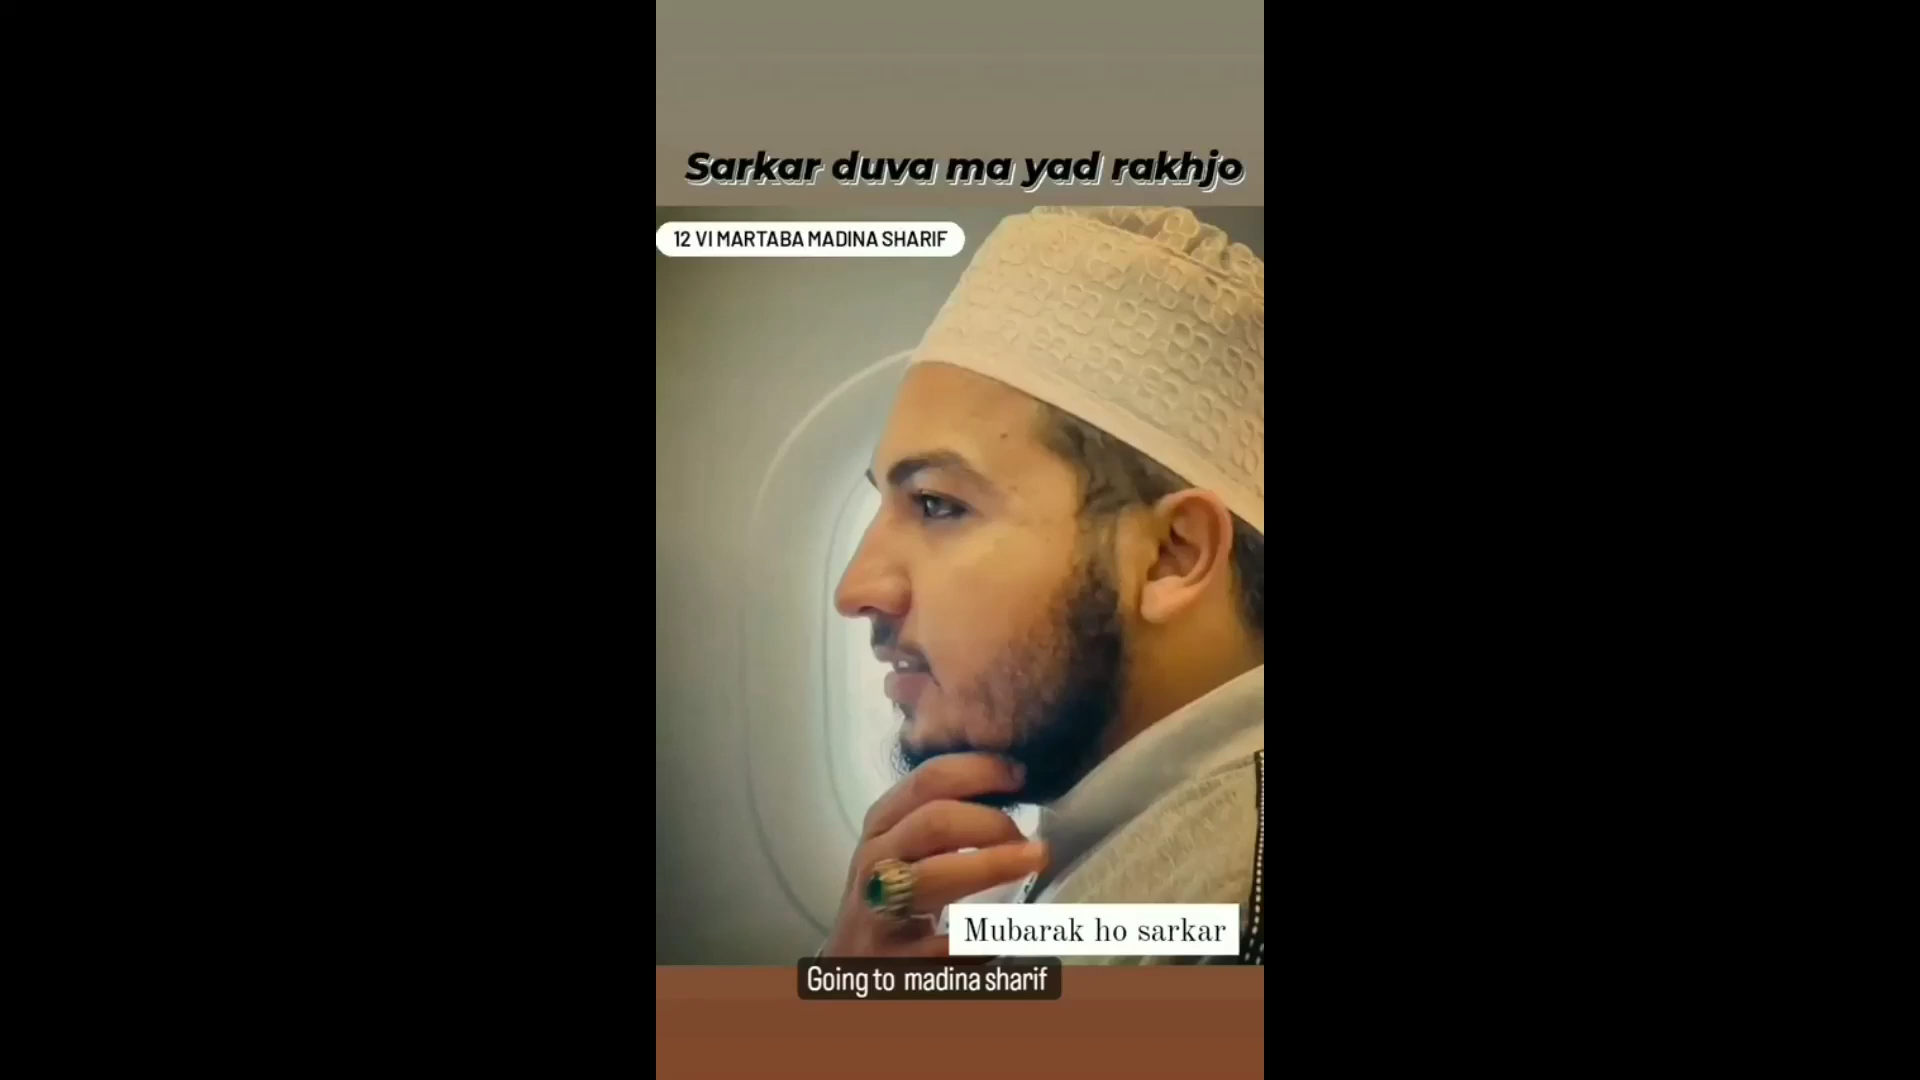 Sarkar duva ma yad rakhjo
12 VI MARTABA MADINA SHARIF
Mubarak ho sarkar
Going to madina sharif